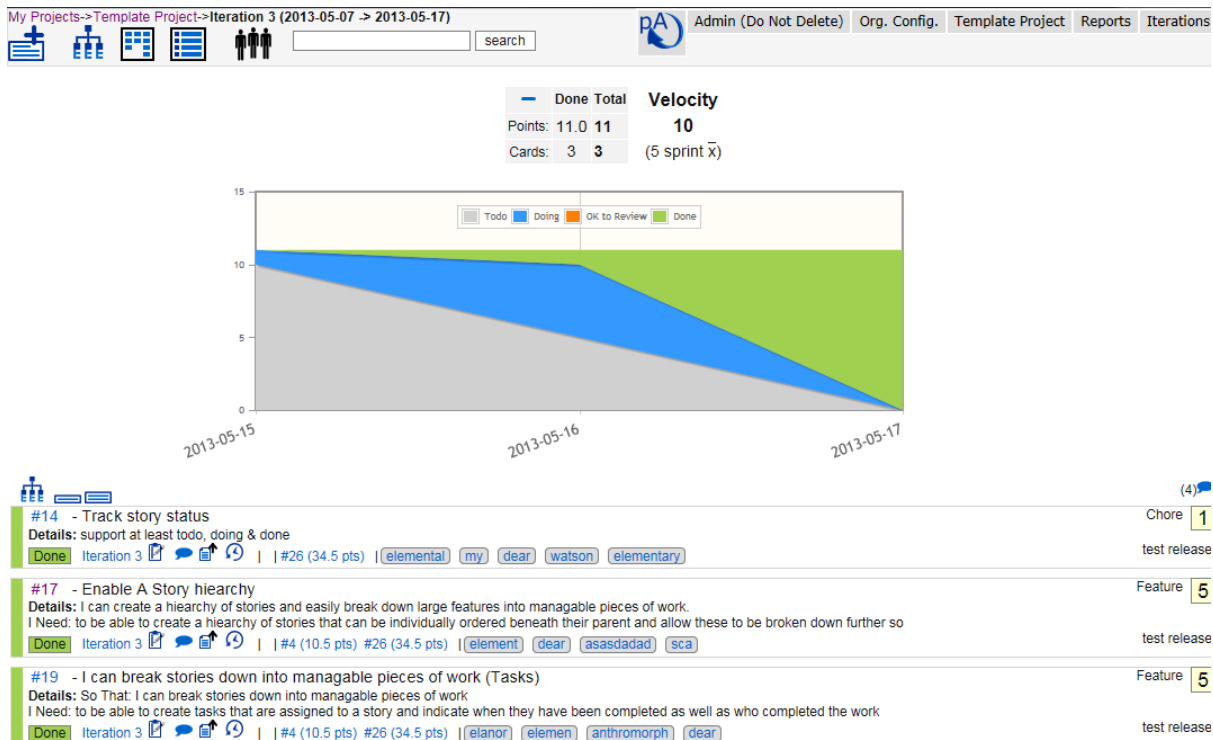 My Projects->Template Project->Iteration 3 (2013-05-07 -> 2013-05-17)
search
pA
Admin (Do Not Delete) Org. Config. Template Project Reports Iterations
Done Total
Points: 11.0 11
Cards: 3 3
Velocity
10
(5 sprint x̅)
15
10
5
0
Todo Doing OK to Review Done
2013-05-15
2013-05-16
2013-05-17
(4)
#14 - Track story status
Chore 1
Details: support at least todo, doing & done
Done Iteration 3 | | #26 (34.5 pts) | elemental my dear watson elementary
test release
#17 - Enable A Story hiearchy
Feature 5
Details: I can create a hiearchy of stories and easily break down large features into managable pieces of work.
I Need: to be able to create a hiearchy of stories that can be individually ordered beneath their parent and allow these to be broken down further so
Done Iteration 3 | | #4 (10.5 pts) #26 (34.5 pts) | element dear asasdadad sca
test release
#19 - I can break stories down into managable pieces of work (Tasks)
Feature 5
Details: So That: I can break stories down into managable pieces of work
I Need: to be able to create tasks that are assigned to a story and indicate when they have been completed as well as who completed the work
Done Iteration 3 | | #4 (10.5 pts) #26 (34.5 pts) | elanor elemen anthromorph dear
test release